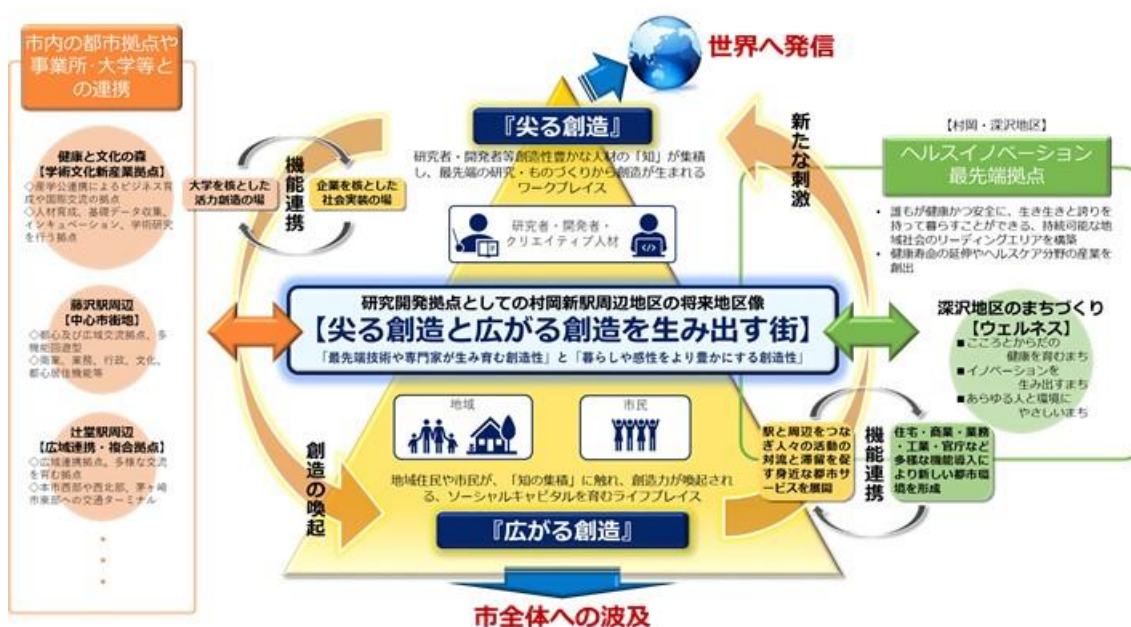 市内の都市拠点や
事業所・大学等と
の連携
健康と文化の森
【学術文化新産業拠点】
◇産学公連携によるビジネス育
成や国際交流の拠点
◇人材育成、基礎データ収集、
インキュベーション、学術研究
を行う拠点
藤沢駅周辺
【中心市街地】
◇都心及び広域交流拠点、多
機能回遊型
◇商業、業務、行政、文化、
都心居住機能等
辻堂駅周辺
【広域連携・複合拠点】
◇広域連携拠点。多様な交流
を育む拠点
◇本市西部や西北部、茅ヶ崎
市東部への交通ターミナル
大学を核とした
活力創造の場
機能連携
企業を核とした
社会実装の場
世界へ発信
『尖る創造』
研究者・開発者等創造性豊かな人材の「知」が集積
し、最先端の研究・ものづくりから創造が生まれる
ワークプレイス
研究者・開発者・
クリエイティブ人材
研究開発拠点としての村岡新駅周辺地区の将来地区像
【尖る創造と広がる創造を生み出す街】
「最先端技術や専門家が生み育む創造性」と「暮らしや感性をより豊かにする創造性」
地域
市民
地域住民や市民が、「知の集積」に触れ、創造力が喚起され
る、ソーシャルキャピタルを育むライフプレイス
『広がる創造』
市全体への波及
創造の喚起
新たな刺激
【村岡・深沢地区】
ヘルスイノベーション
最先端拠点
• 誰もが健康かつ安全に、生き生きと誇りを
持って暮らすことができる、持続可能な地
域社会のリーディングエリアを構築
• 健康寿命の延伸やヘルスケア分野の産業を
創出
深沢地区のまちづくり
【ウェルネス】
■こころとからだの
健康を育むまち
■イノベーションを
生み出すまち
■あらゆる人と環境に
やさしいまち
駅と周辺をつな
ぎ人々の活動の
対流と滞留を促
す身近な都市サ
ービスを展開
機能連携
住宅・商業・業務
・工業・官庁など
多様な機能導入に
より新しい都市環
境を形成